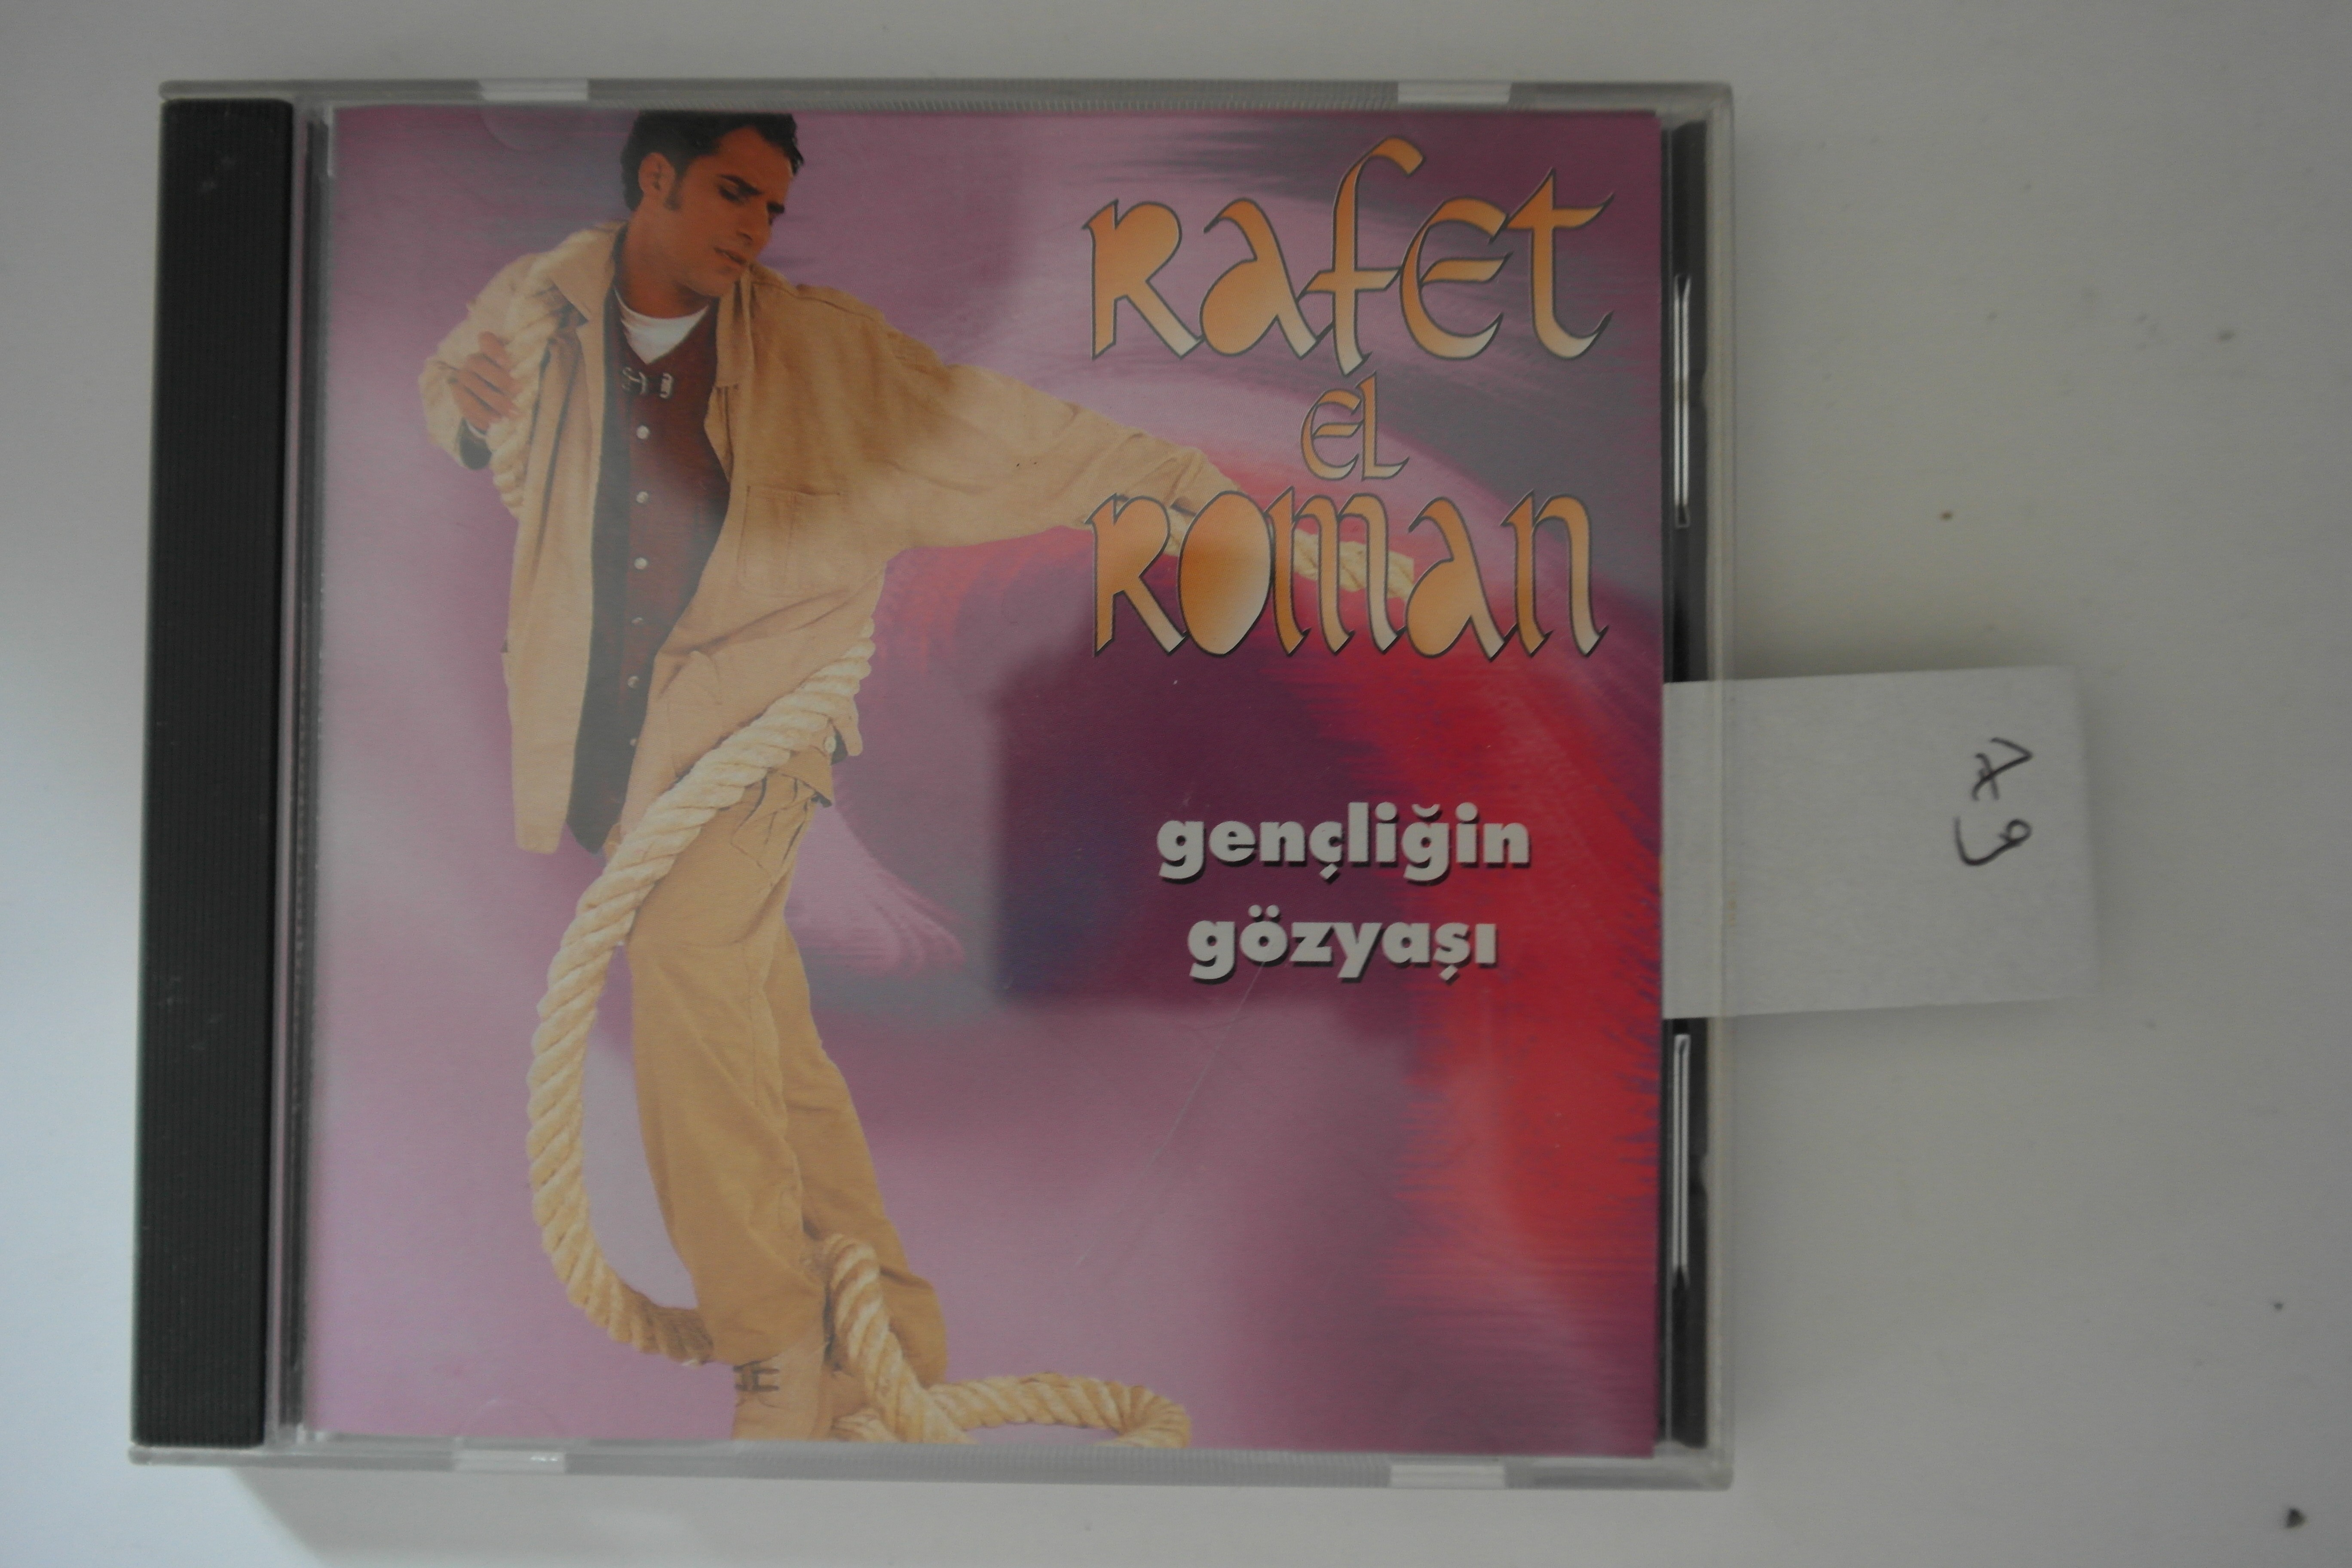 Rafet
El
Roman
gençliğin
gözyaşı
79